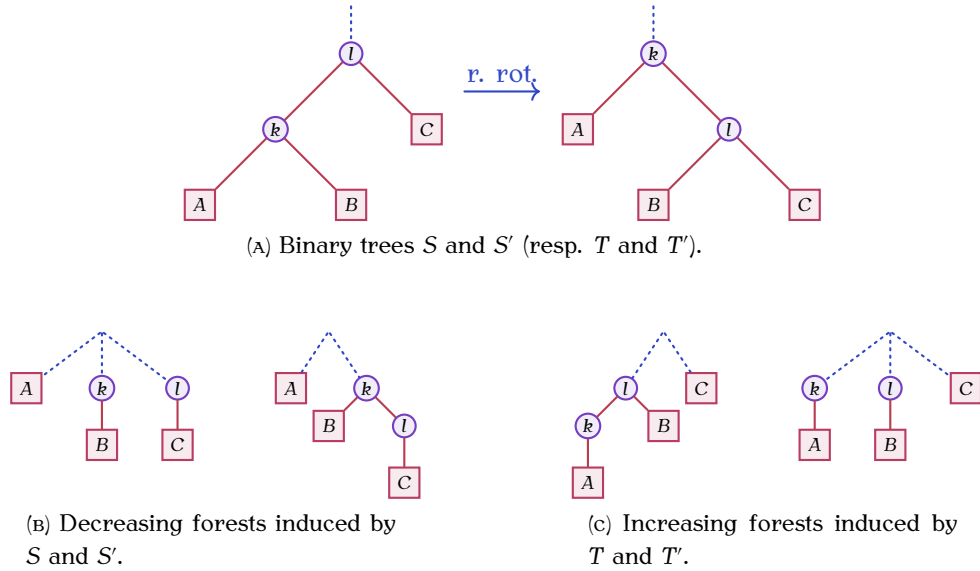 l
k
r. rot.
k
C
A
l
A
B
B
C
(A) Binary trees S and S′ (resp. T and T′).
A
k
l
B
C
A
k
B
l
C
l
C
k
B
A
k
l
C
A
B
(B) Decreasing forests induced by
S and S′.
(C) Increasing forests induced by
T and T′.